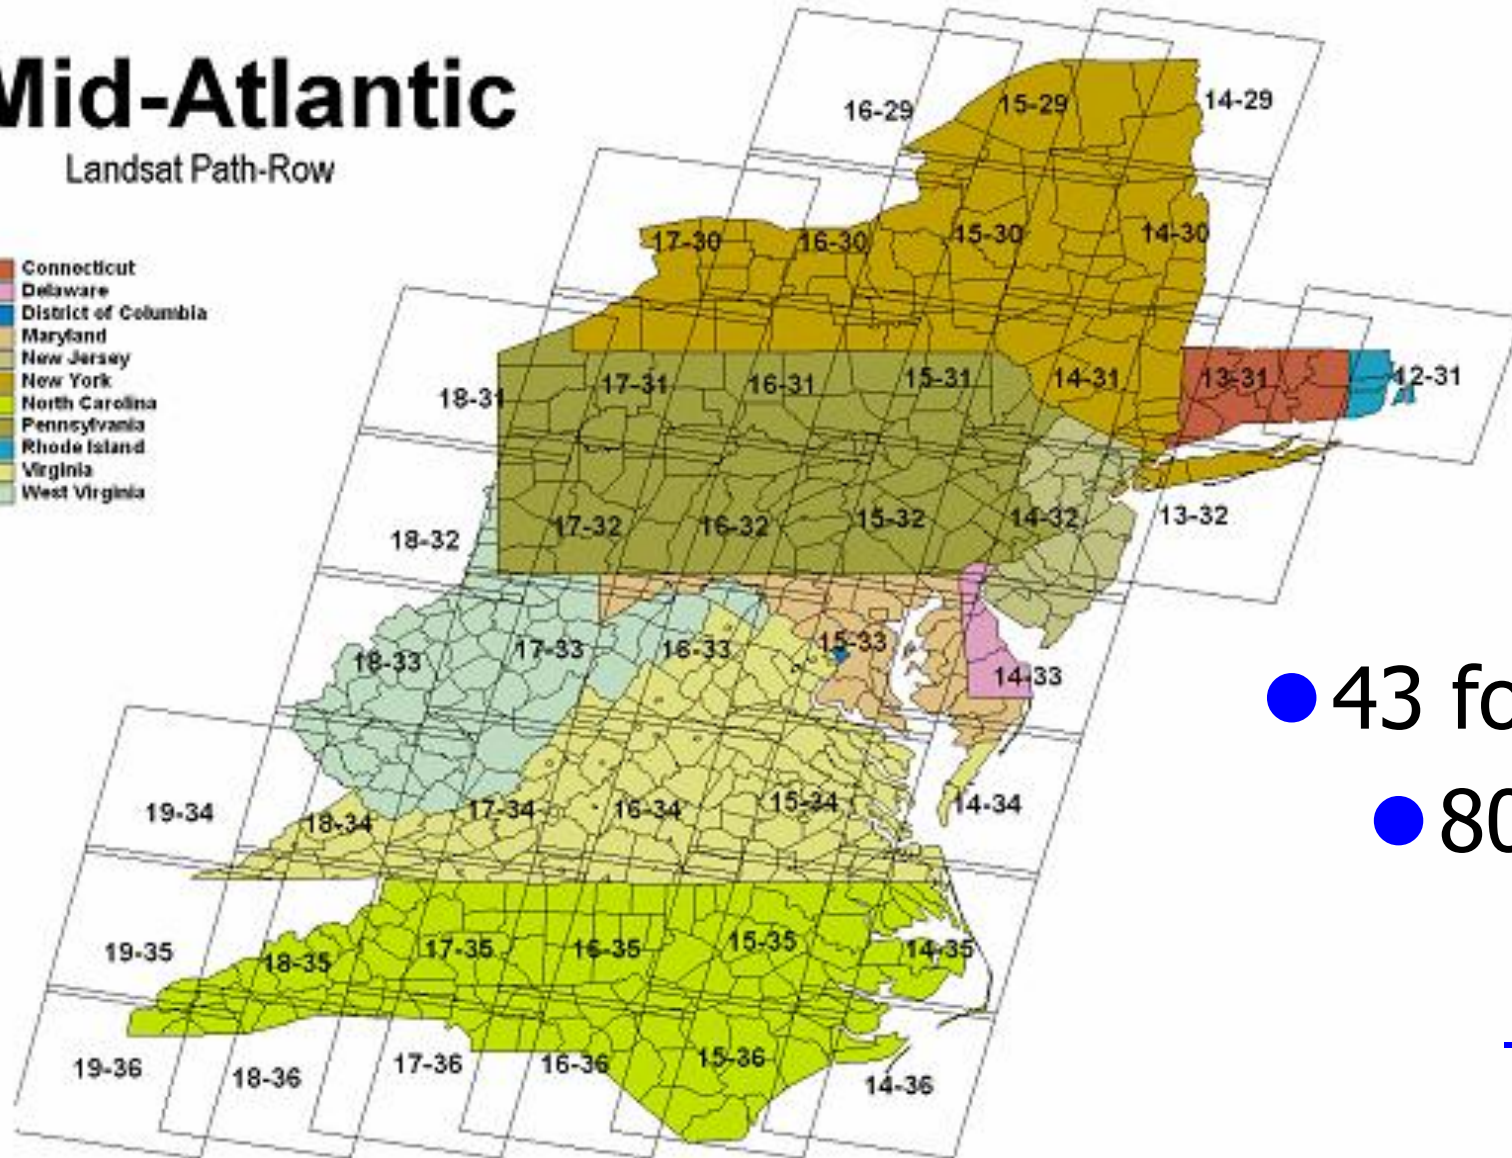 Mid-Atlantic
Landsat Path-Row
Connecticut
Delaware
District of Columbia
Maryland
New Jersey
New York
North Carolina
Pennsylvania
Rhode Island
Virginia
West Virginia
16-29 15-29 14-29
17-30 16-30 15-30 14-30
18-31 17-31 16-31 15-31 14-31 13-31 12-31
18-32 17-32 16-32 15-32 14-32 13-32
18-33 17-33 16-33 15-33 14-33
19-34 18-34 17-34 16-34 15-34 14-34
19-35 18-35 17-35 16-35 15-35 14-35
19-36 18-36 17-36 16-36 15-36 14-36
43 fo
80